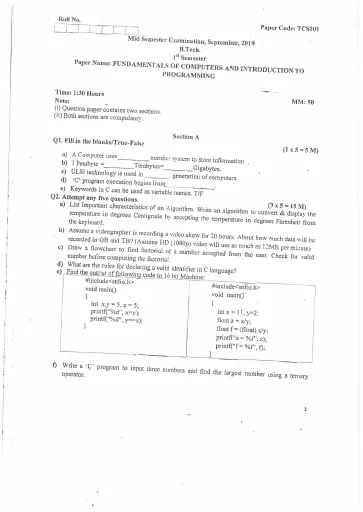 Roll No.
Paper Code: TCS101
Mid Semester Examination, September, 2019
B.Tech.
1st Semester
Paper Name: FUNDAMENTALS OF COMPUTERS AND INTRODUCTION TO
PROGRAMMING
Time: 1:30 Hours
MM: 50
Note:
(i) Question paper contains two sections.
(ii) Both sections are compulsory.
Section A
Q1. Fill in the blanks/True-False
(1 x 5 = 5 M)
a) A Computer uses______ number system to store information.
b) 1 Petabyte =______Terabytes=______Gigabytes.
c) ULSI technology is used in ______ generation of computers
d) 'C' program execution begins from______.
e) Keywords in C can be used as variable names. T/F
Q2. Attempt any five questions.
(3 x 5 = 15 M)
a) List important characteristics of an Algorithm. Write an algorithm to convert & display the
temperature in degrees Centigrade by accepting the temperature in degrees Farenheit from
the keyboard.
b) Assume a videographer is recording a video show for 20 hours. About how much data will be
recorded in GB and TB? (Assume HD (1080p) video will use as much as 12MB per minute)
c) Draw a flowchart to find factorial of a number accepted from the user. Check for valid
number before computing the factorial.
d) What are the rules for declaring a valid identifier in C language?
e) Find the output of following code to 16 bit Machine:
#include<stdio.h>
void main()
{
int x,y = 5, z = 5;
printf("%d", x=y);
printf("%d", y==z);
}
#include<stdio.h>
void main()
{
int x = 11, y=2;
float z = x/y;
float f = (float) x/y;
printf("z = %f", z);
printf("f = %f", f);
}
f) Write a 'C' program to input three numbers and find the largest number using a ternary
operator.
1